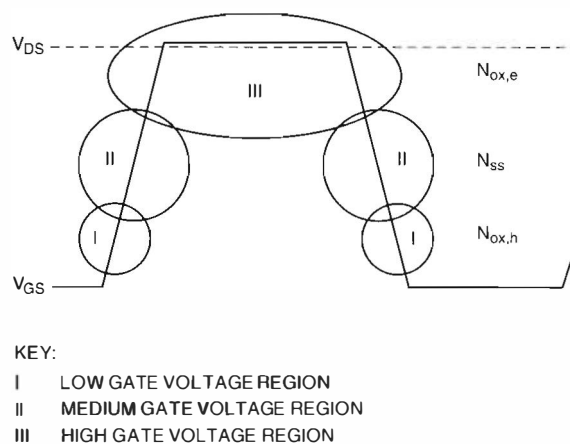 V_DS
N_ox,e
III
II II N_ss
I I N_ox,h
V_GS
KEY:
I LOW GATE VOLTAGE REGION
II MEDIUM GATE VOLTAGE REGION
III HIGH GATE VOLTAGE REGION